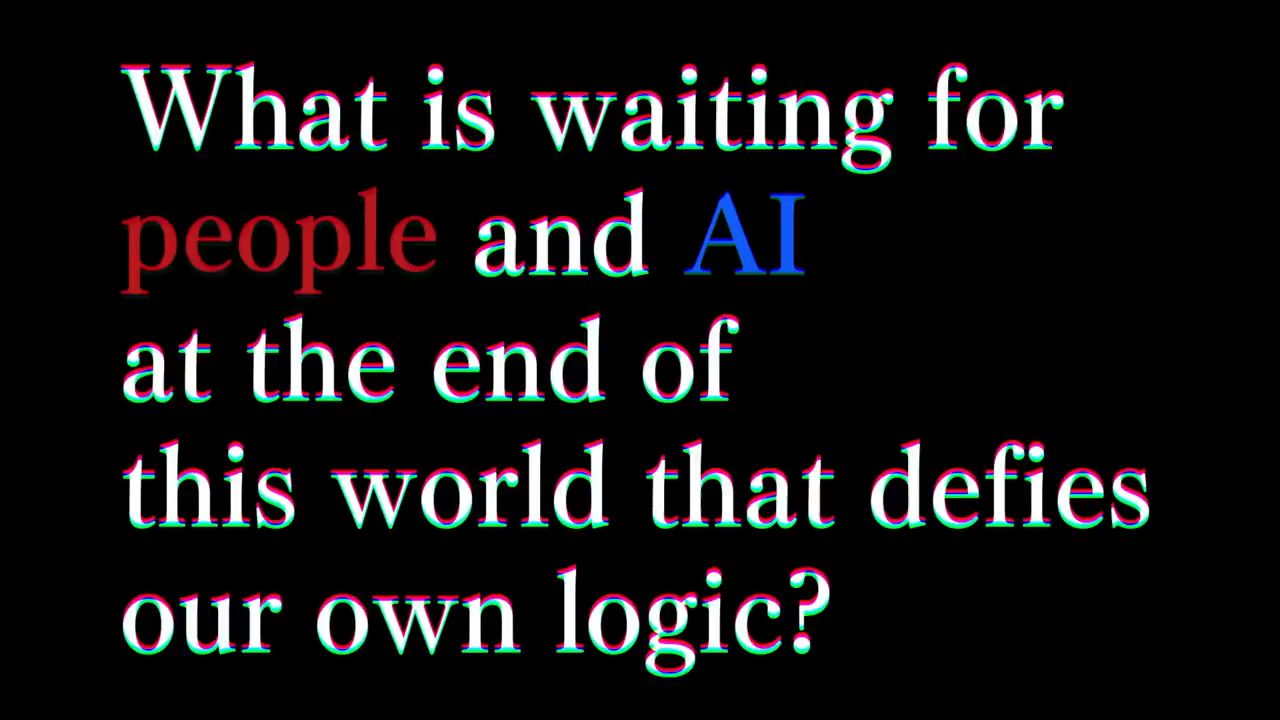 What is waiting for
people and AI
at the end of
this world that defies
our own logic?